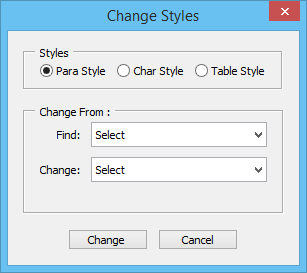 Change Styles
Styles
Para Style Char Style Table Style
Change From :
Find: Select
Change: Select
Change Cancel